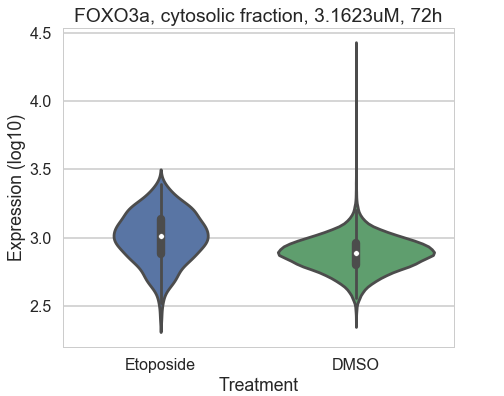 FOXO3a, cytosolic fraction, 3.1623uM, 72h
Expression (log10)
4.5
4.0
3.5
3.0
2.5
Etoposide DMSO
Treatment